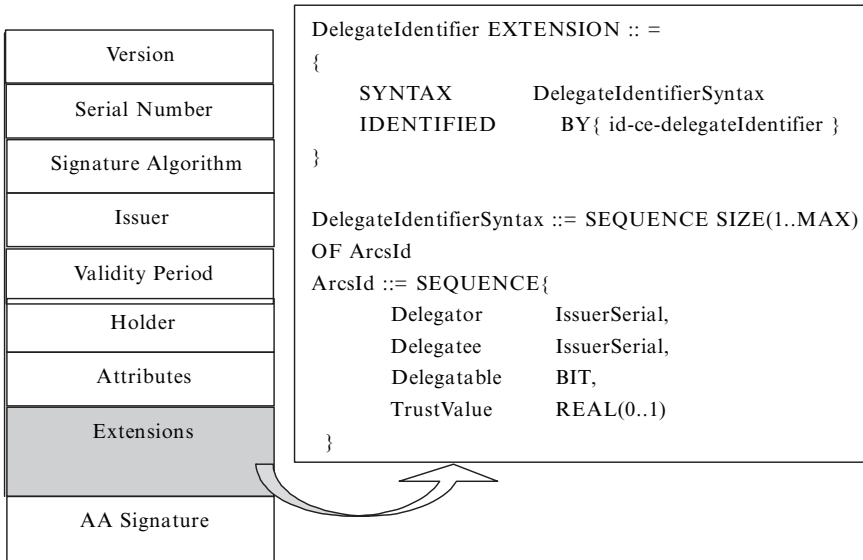 Version
Serial Number
Signature Algorithm
Issuer
Validity Period
Holder
Attributes
Extensions
AA Signature
DelegateIdentifier EXTENSION :: =
{
SYNTAX DelegateIdentifierSyntax
IDENTIFIED BY{ id-ce-delegateIdentifier }
}
DelegateIdentifierSyntax ::= SEQUENCE SIZE(1..MAX)
OF ArcsId
ArcsId ::= SEQUENCE{
Delegator IssuerSerial,
Delegatee IssuerSerial,
Delegatable BIT,
TrustValue REAL(0..1)
}